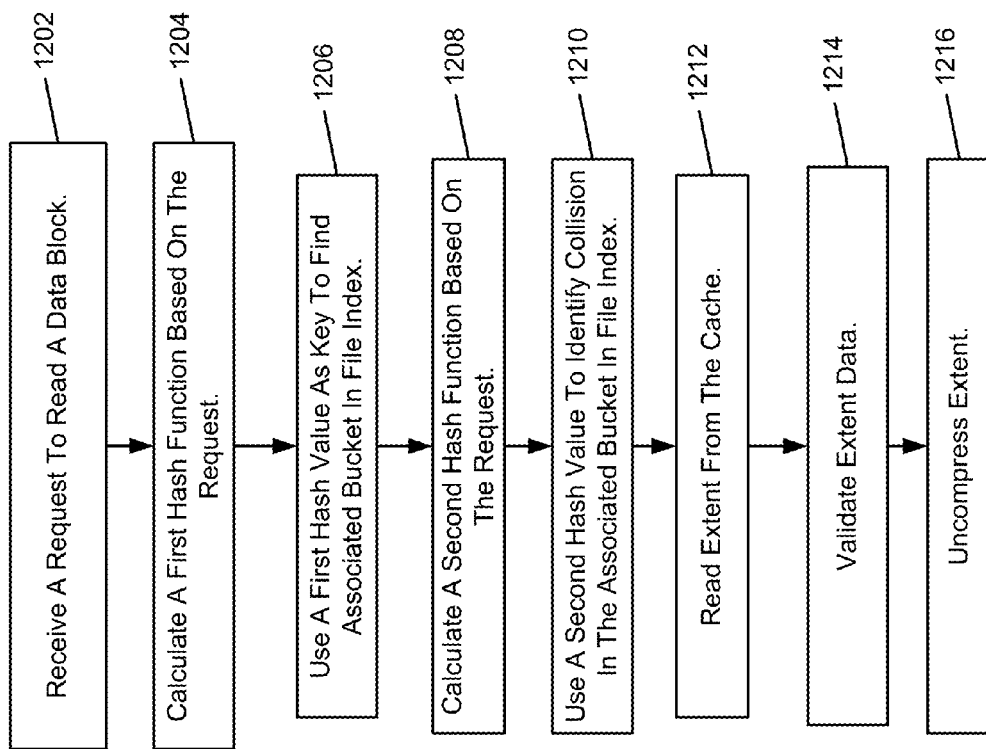 Receive A Request To Read A Data Block.
1202
Calculate A First Hash Function Based On The
Request.
1204
Use A First Hash Value As Key To Find
Associated Bucket In File Index.
1206
Calculate A Second Hash Function Based On
The Request.
1208
Use A Second Hash Value To Identify Collision
In The Associated Bucket In File Index.
1210
Read Extent From The Cache.
1212
Validate Extent Data.
1214
Uncompress Extent.
1216